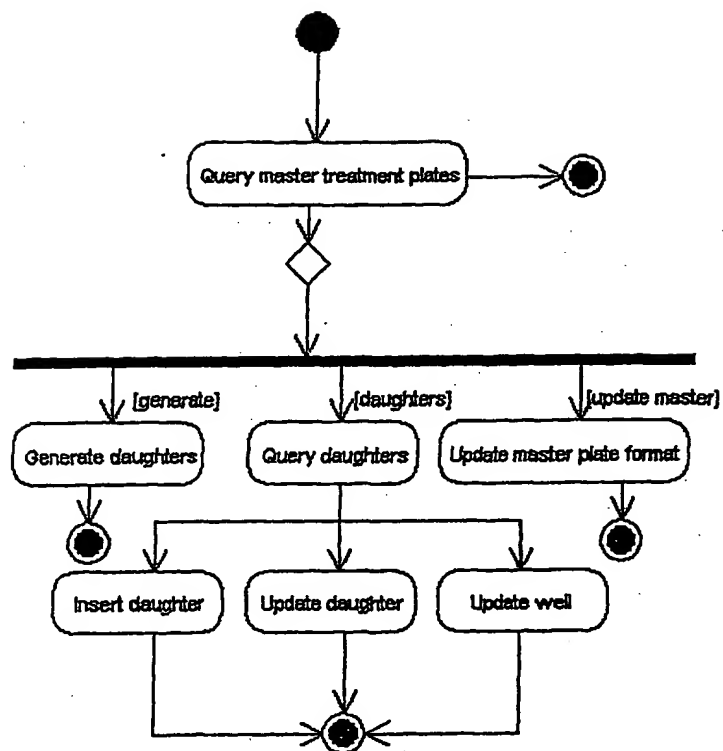 Query master treatment plates
[generate]
[daughters]
[update master]
Generate daughters
Query daughters
Update master plate format
Insert daughter
Update daughter
Update well